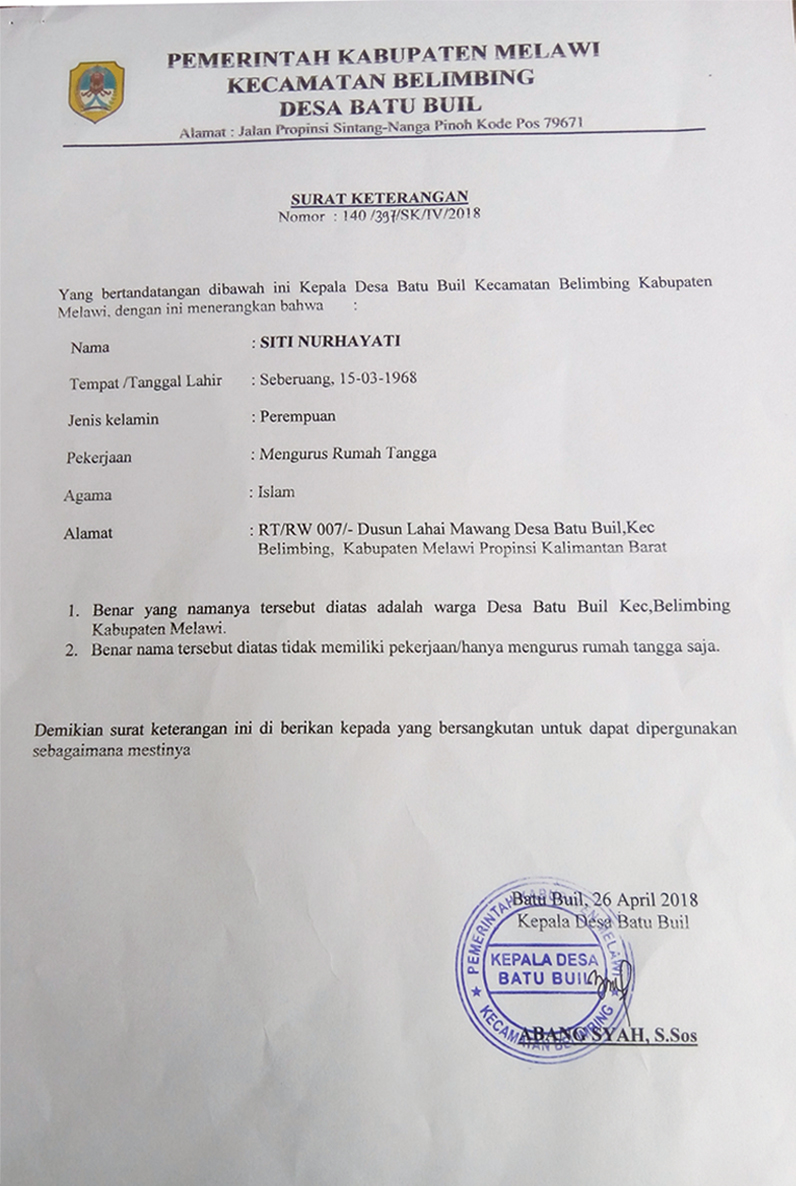 PEMERINTAH KABUPATEN MELAWI
KECAMATAN BELIMBING
DESA BATU BUIL
Alamat : Jalan Propinsi Sintang-Nanga Pinoh Kode Pos 79671
SURAT KETERANGAN
Nomor : 140 /397/SK/IV/2018
Yang bertandatangan dibawah ini Kepala Desa Batu Buil Kecamatan Belimbing Kabupaten
Melawi, dengan ini menerangkan bahwa :
Nama : SITI NURHAYATI
Tempat /Tanggal Lahir : Seberuang, 15-03-1968
Jenis kelamin : Perempuan
Pekerjaan : Mengurus Rumah Tangga
Agama : Islam
Alamat : RT/RW 007/- Dusun Lahai Mawang Desa Batu Buil,Kec
Belimbing, Kabupaten Melawi Propinsi Kalimantan Barat
1. Benar yang namanya tersebut diatas adalah warga Desa Batu Buil Kec,Belimbing
Kabupaten Melawi.
2. Benar nama tersebut diatas tidak memiliki pekerjaan/hanya mengurus rumah tangga saja.
Demikian surat keterangan ini di berikan kepada yang bersangkutan untuk dapat dipergunakan
sebagaimana mestinya
Batu Buil, 26 April 2018
Kepala Desa Batu Buil
PEMERINTAH KABUPATEN MELAWI
KEPALA DESA
BATU BUIL
KECAMATAN BELIMBING
ABANG SYAH, S.Sos